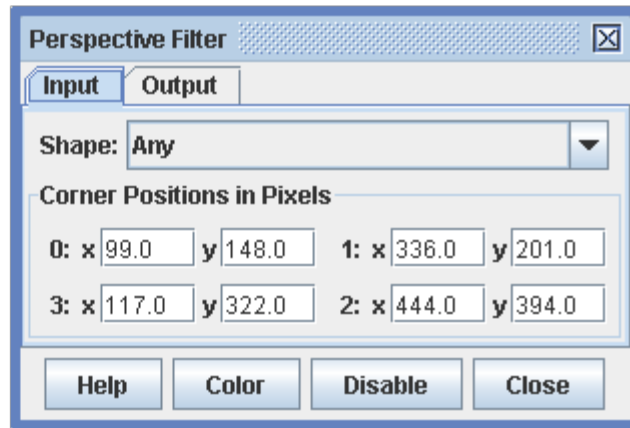 Perspective Filter
Input Output
Shape: Any
Corner Positions in Pixels
0: x 99.0 y 148.0 1: x 336.0 y 201.0
3: x 117.0 y 322.0 2: x 444.0 y 394.0
Help Color Disable Close